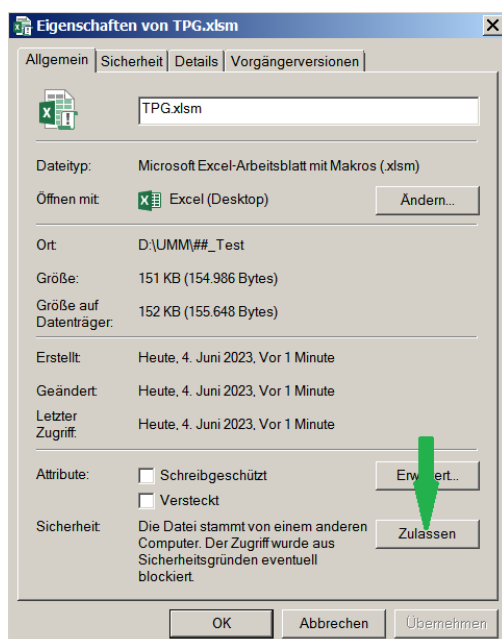 Eigenschaften von TPG.xlsm
Allgemein Sicherheit Details Vorgängerversionen
TPG.xlsm
Dateityp: Microsoft Excel-Arbeitsblatt mit Makros (.xlsm)
Öffnen mit: Excel (Desktop) Ändern...
Ort: D:\UMM\##_Test
Größe: 151 KB (154.986 Bytes)
Größe auf
Datenträger: 152 KB (155.648 Bytes)
Erstellt: Heute, 4. Juni 2023, Vor 1 Minute
Geändert: Heute, 4. Juni 2023, Vor 1 Minute
Letzter
Zugriff: Heute, 4. Juni 2023, Vor 1 Minute
Attribute: Schreibgeschützt
Versteckt
Sicherheit: Die Datei stammt von einem anderen
Computer. Der Zugriff wurde aus
Sicherheitsgründen eventuell
blockiert.
Zulassen
OK Abbrechen Übernehmen